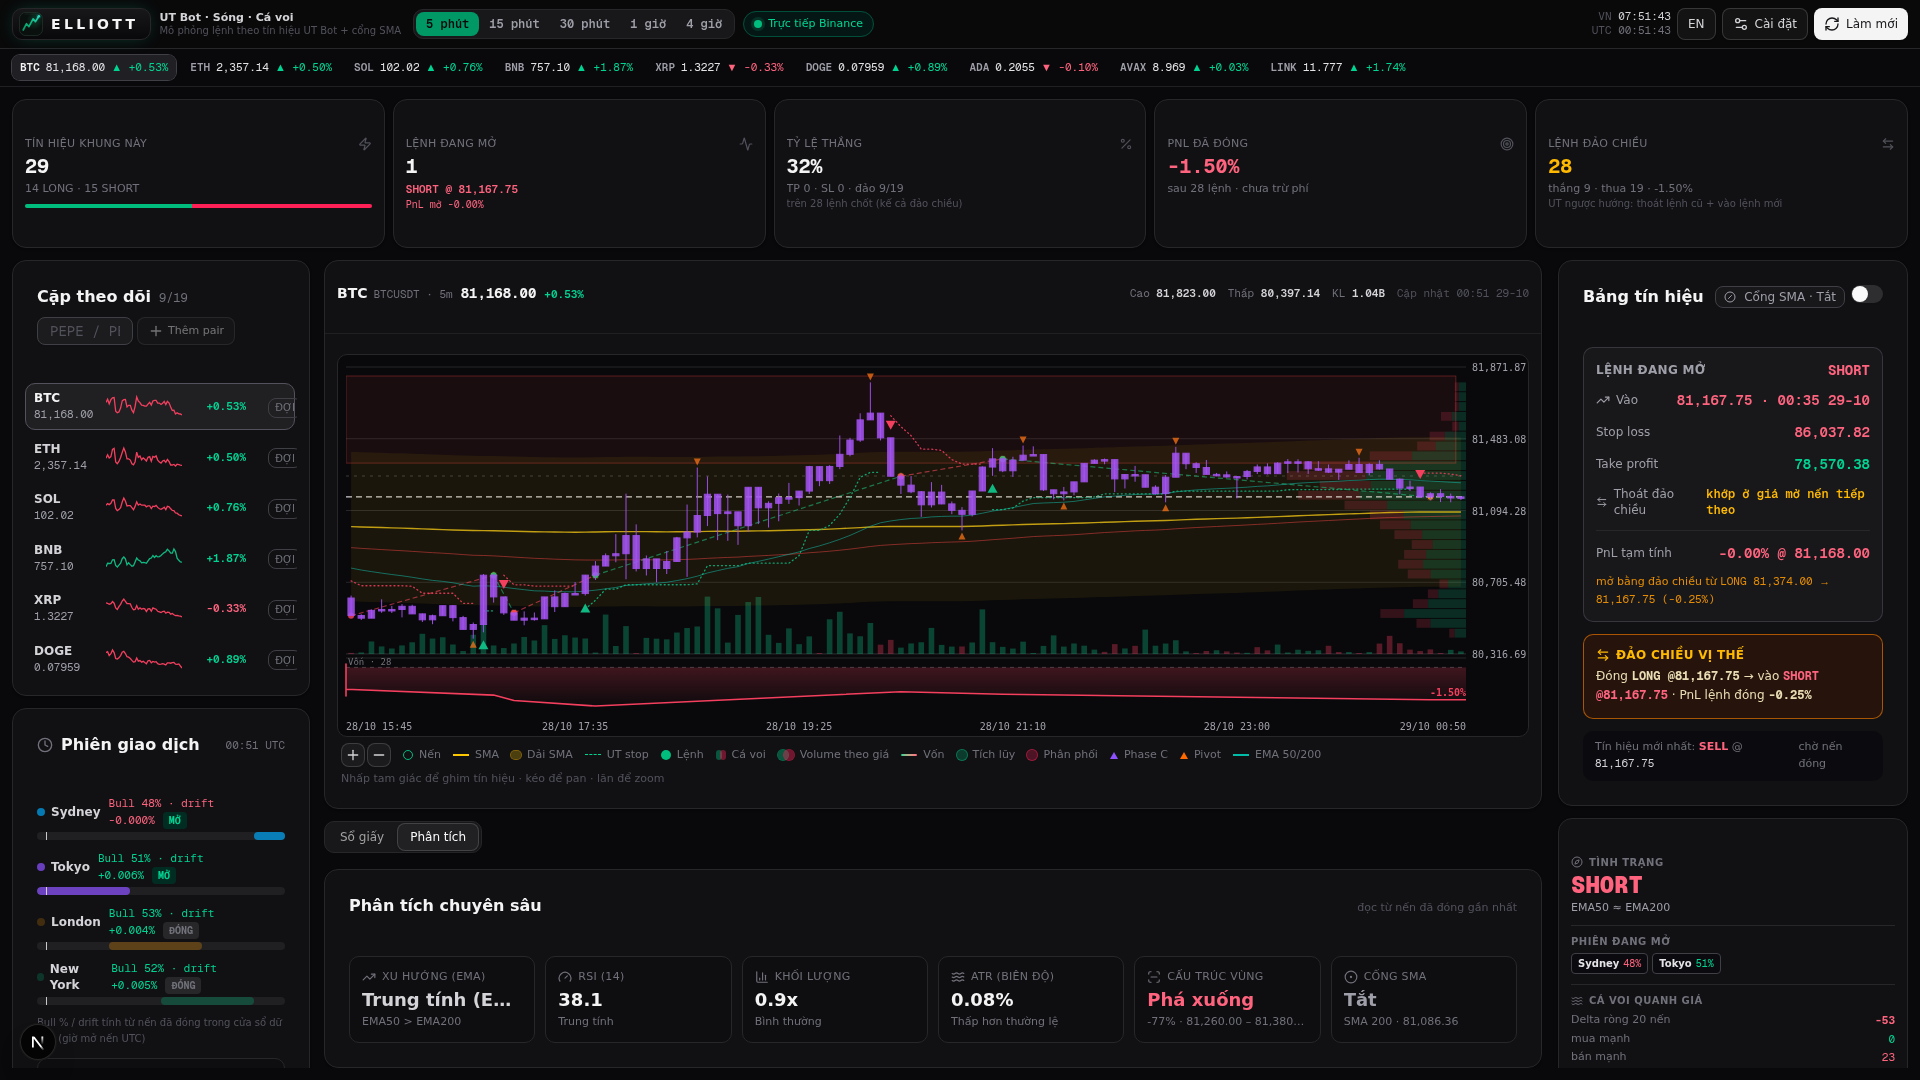 ELLIOTT
UT Bot · Sóng · Cá voi
Mô phỏng lệnh theo tín hiệu UT Bot + cổng SMA
5 phút 15 phút 30 phút 1 giờ 4 giờ
Trực tiếp Binance
VN 07:51:43
UTC 00:51:43
EN
Cài đặt
Làm mới
BTC 81,168.00 ▲ +0.53% ETH 2,357.14 ▲ +0.50% SOL 102.02 ▲ +0.76% BNB 757.10 ▲ +1.87% XRP 1.3227 ▼ -0.33% DOGE 0.07959 ▲ +0.89% ADA 0.2055 ▼ -0.10% AVAX 8.969 ▲ +0.03% LINK 11.777 ▲ +1.74%
TÍN HIỆU KHUNG NÀY
29
14 LONG · 15 SHORT
LỆNH ĐANG MỞ
1
SHORT @ 81,167.75
PnL mở -0.00%
TỶ LỆ THẮNG
32%
TP 0 · SL 0 · đảo 9/19
trên 28 lệnh chốt (kể cả đảo chiều)
PNL ĐÃ ĐÓNG
-1.50%
sau 28 lệnh · chưa trừ phí
LỆNH ĐẢO CHIỀU
28
thắng 9 · thua 19 · -1.50%
UT ngược hướng: thoát lệnh cũ + vào lệnh mới
Cặp theo dõi 9/19
PEPE / PI
+ Thêm pair
BTC
81,168.00
+0.53%
ĐỢI
ETH
2,357.14
+0.50%
ĐỢI
SOL
102.02
+0.76%
ĐỢI
BNB
757.10
+1.87%
ĐỢI
XRP
1.3227
-0.33%
ĐỢI
DOGE
0.07959
+0.89%
ĐỢI
Phiên giao dịch
00:51 UTC
Sydney
Bull 48% · drift
-0.000% MỞ
Tokyo
Bull 51% · drift
+0.006% MỞ
London
Bull 53% · drift
+0.004% ĐÓNG
New York
Bull 52% · drift
+0.005% ĐÓNG
Bull % / drift tính từ nến đã đóng trong cửa sổ dữ
(giờ mở nến UTC)
N
BTC BTCUSDT · 5m 81,168.00 +0.53%
Cao 81,823.00 Thấp 80,397.14 KL 1.04B Cập nhật 00:51 29-10
81,871.87
81,483.08
81,094.28
80,705.48
80,316.69
Vốn · 28
-1.50%
28/10 15:45 28/10 17:35 28/10 19:25 28/10 21:10 28/10 23:00 29/10 00:50
+ −
Nến SMA Dải SMA UT stop Lệnh Cá voi Volume theo giá Vốn Tích lũy Phân phối Phase C Pivot EMA 50/200
Nhấp tam giác để ghim tín hiệu · kéo để pan · lăn để zoom
Sổ giấy Phân tích
Phân tích chuyên sâu
đọc từ nến đã đóng gần nhất
XU HƯỚNG (EMA)
Trung tính (E...
EMA50 > EMA200
RSI (14)
38.1
Trung tính
KHỐI LƯỢNG
0.9x
Bình thường
ATR (BIÊN ĐỘ)
0.08%
Thấp hơn thường lệ
CẤU TRÚC VÙNG
Phá xuống
-77% · 81,260.00 – 81,380...
CỔNG SMA
Tắt
SMA 200 · 81,086.36
Bảng tín hiệu
Cổng SMA · Tắt
LỆNH ĐANG MỞ SHORT
Vào 81,167.75 · 00:35 29-10
Stop loss 86,037.82
Take profit 78,570.38
Thoát đảo chiều
khớp ở giá mở nến tiếp theo
PnL tạm tính -0.00% @ 81,168.00
mở bằng đảo chiều từ LONG 81,374.00 →
81,167.75 (-0.25%)
ĐẢO CHIỀU VỊ THẾ
Đóng LONG @81,167.75 → vào SHORT
@81,167.75 · PnL lệnh đóng -0.25%
Tín hiệu mới nhất: SELL @
81,167.75
chờ nến
đóng
TÌNH TRẠNG
SHORT
EMA50 ≈ EMA200
PHIÊN ĐANG MỞ
Sydney 48% Tokyo 51%
CÁ VOI QUANH GIÁ
Delta ròng 20 nến -53
mua mạnh 0
bán mạnh 23